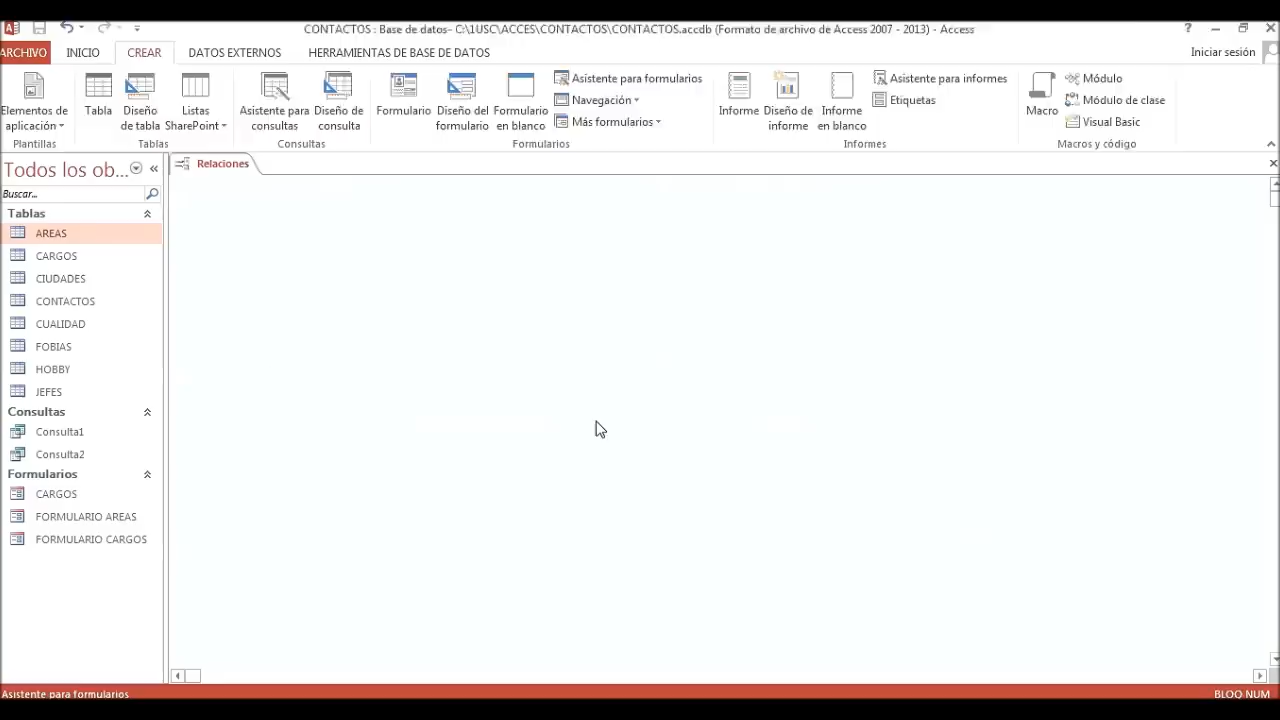 CONTACTOS : Base de datos- C:\1USC\ACCES\CONTACTOS\CONTACTOS.accdb (Formato de archivo de Access 2007 - 2013) - Access
ARCHIVO INICIO CREAR DATOS EXTERNOS HERRAMIENTAS DE BASE DE DATOS Iniciar sesión
Elementos de aplicación
Tabla
Diseño de tabla
Listas SharePoint
Asistente para consultas
Diseño de consulta
Formulario
Diseño del formulario
Formulario en blanco
Asistente para formularios
Navegación
Más formularios
Informe
Diseño de informe
Informe en blanco
Asistente para informes
Etiquetas
Macro
Módulo
Módulo de clase
Visual Basic
Plantillas Tablas Consultas Formularios Informes Macros y código
Todos los ob...
Buscar...
Relaciones
Tablas
AREAS
CARGOS
CIUDADES
CONTACTOS
CUALIDAD
FOBIAS
HOBBY
JEFES
Consultas
Consulta1
Consulta2
Formularios
CARGOS
FORMULARIO AREAS
FORMULARIO CARGOS
Asistente para formularios
BLOQ NUM